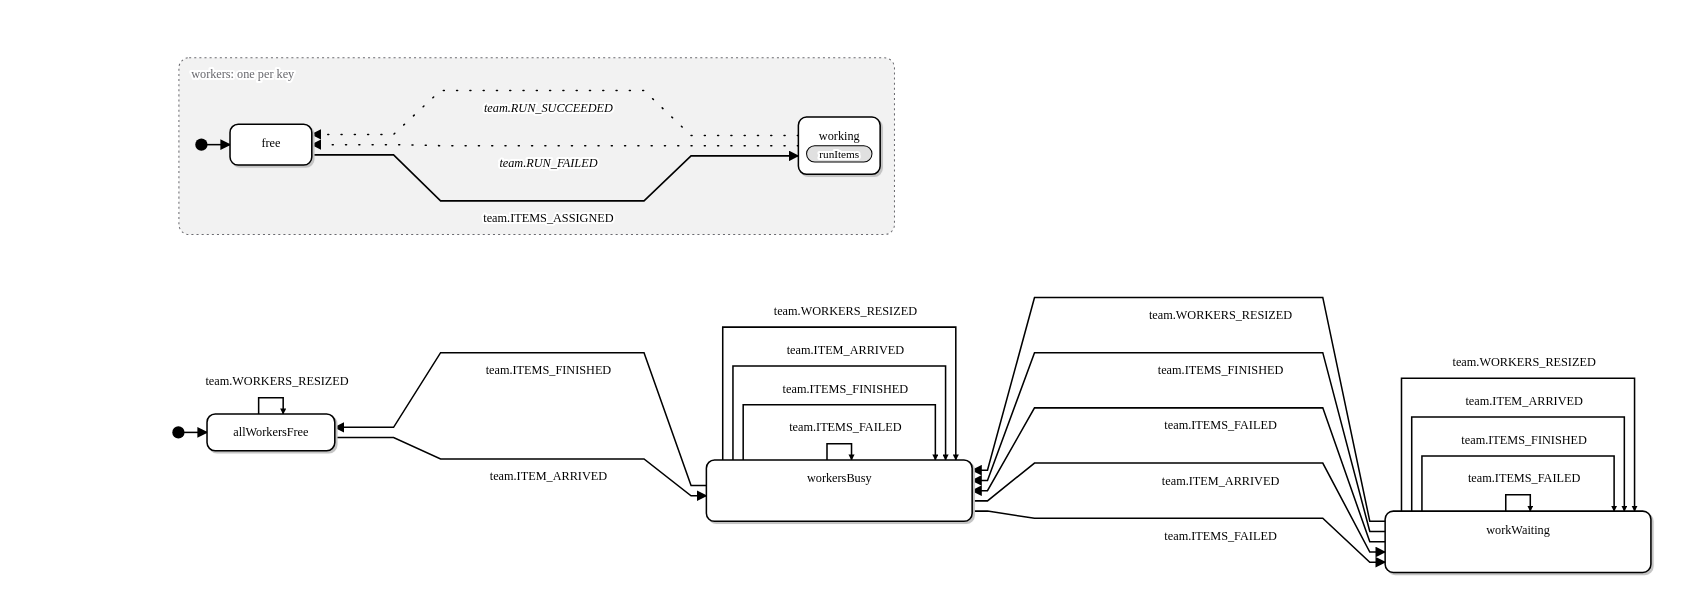 workers: one per key
team.RUN_SUCCEEDED
free
working
runItems
team.RUN_FAILED
team.ITEMS_ASSIGNED
team.WORKERS_RESIZED
team.WORKERS_RESIZED
team.ITEM_ARRIVED
team.ITEMS_FINISHED
team.WORKERS_RESIZED
team.ITEMS_FINISHED
team.ITEMS_FINISHED
team.WORKERS_RESIZED
team.ITEM_ARRIVED
team.ITEMS_FAILED
team.ITEMS_FAILED
allWorkersFree
team.ITEMS_FINISHED
team.ITEM_ARRIVED
workersBusy
team.ITEM_ARRIVED
team.ITEMS_FAILED
workWaiting
team.ITEMS_FAILED